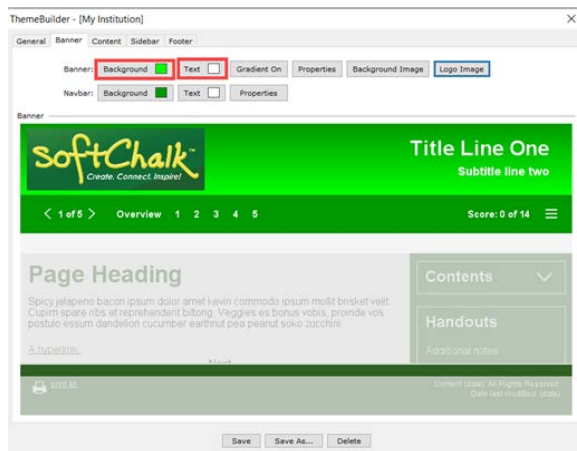 ThemeBuilder - [My Institution]
General Banner Content Sidebar Footer
Banner: Background Text Gradient On Properties Background Image Logo Image
Navbar: Background Text Properties
Banner
SoftChalk
Create. Connect. Inspire!
Title Line One
Subtitle line two
< 1 of 5 > Overview 1 2 3 4 5 Score: 0 of 14
Page Heading
Spicy jalapeno bacon ipsum dolor amet kevin commodo ipsum mollit brisket velit.
Cupim spare ribs et reprehenderit biltong. Veggies es bonus vobis, proinde vos
postulo essum dandelion cucumber earthnut pea peanut soko zucchini.
A hyperlink.
Next
Contents
Handouts
Additional notes
print all
Content {date}. All Rights Reserved.
Date last modified: {date}
Save Save As... Delete